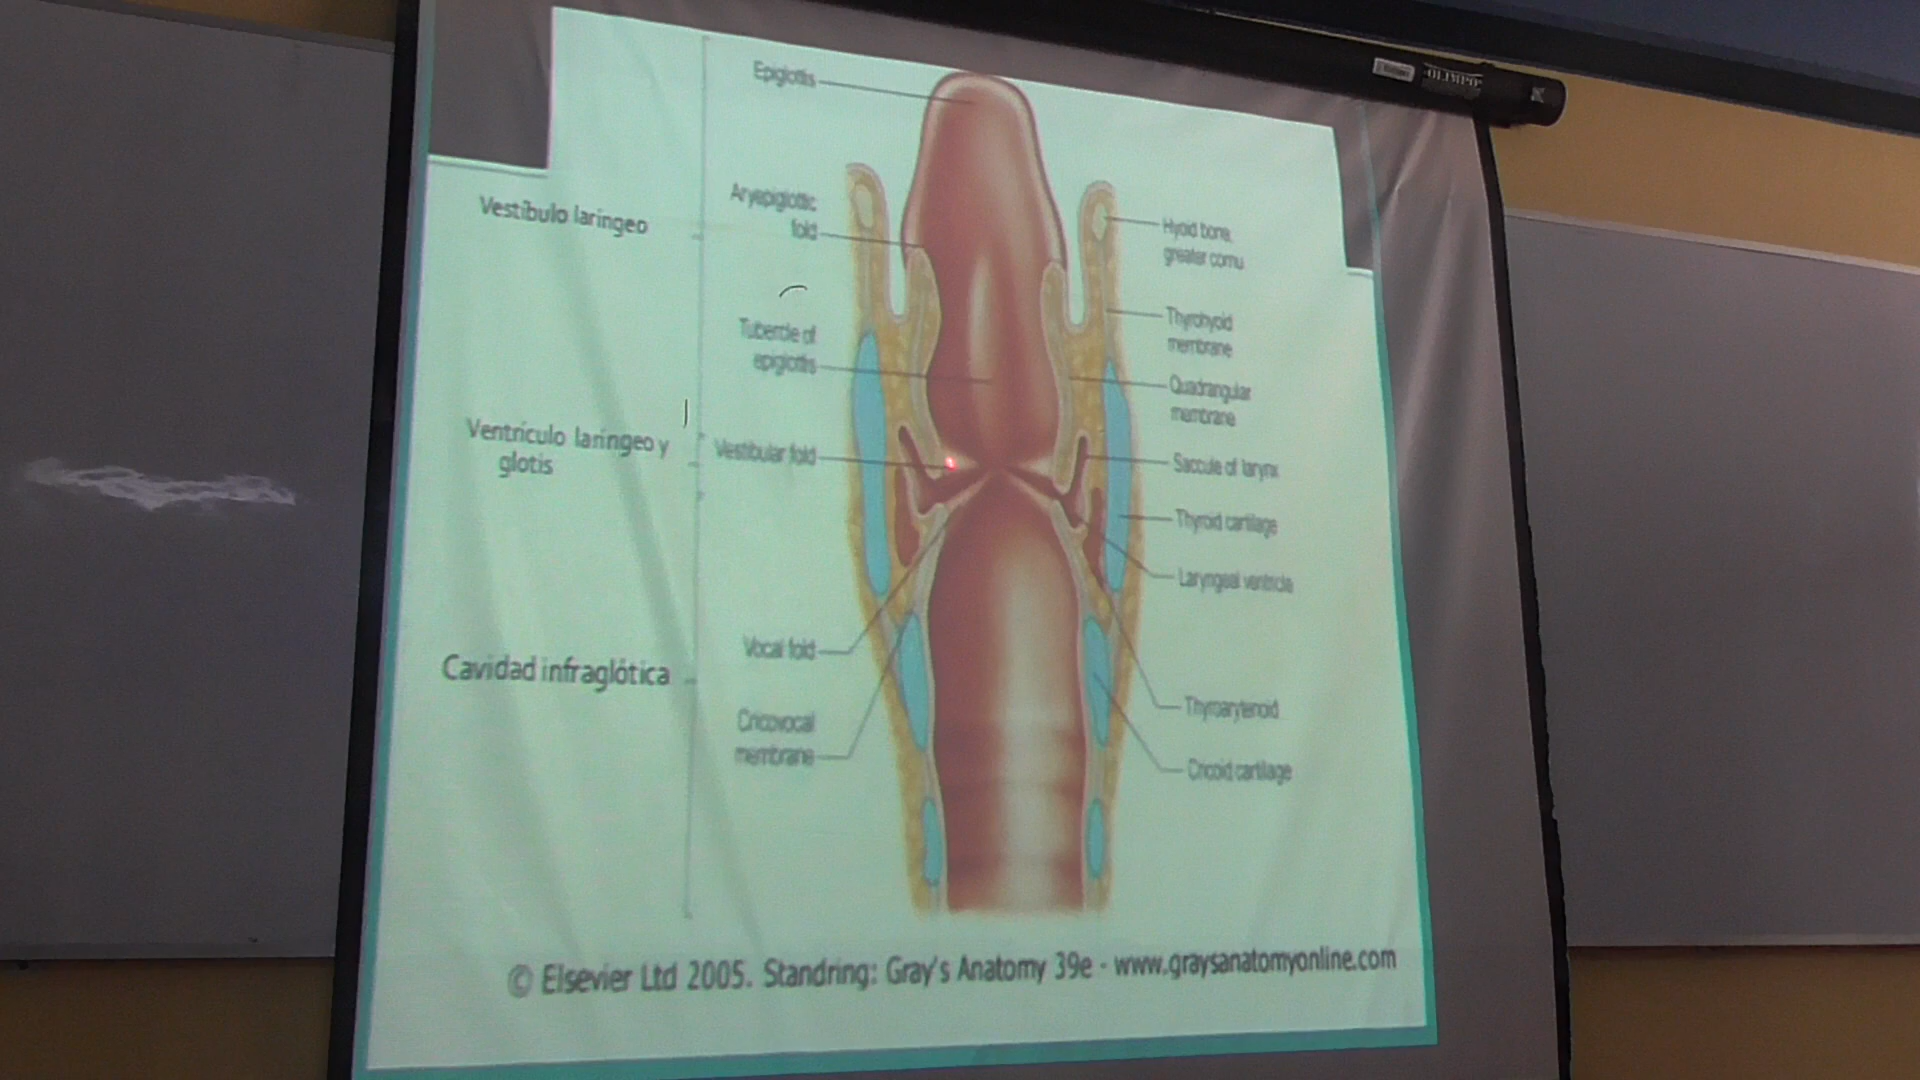 Epiglottis
Vestíbulo laríngeo
Aryepiglottic
fold
Hyoid bone,
greater cornu
Tubercle of
epiglottis
Thyrohyoid
membrane
Quadrangular
membrane
Ventrículo laríngeo y
glotis
Vestibular fold
Saccule of larynx
Thyroid cartilage
Laryngeal ventricle
Vocal fold
Cavidad infraglótica
Thyroarytenoid
Cricovocal
membrane
Cricoid cartilage
© Elsevier Ltd 2005. Standring: Gray's Anatomy 39e - www.graysanatomyonline.com
OLIMPO